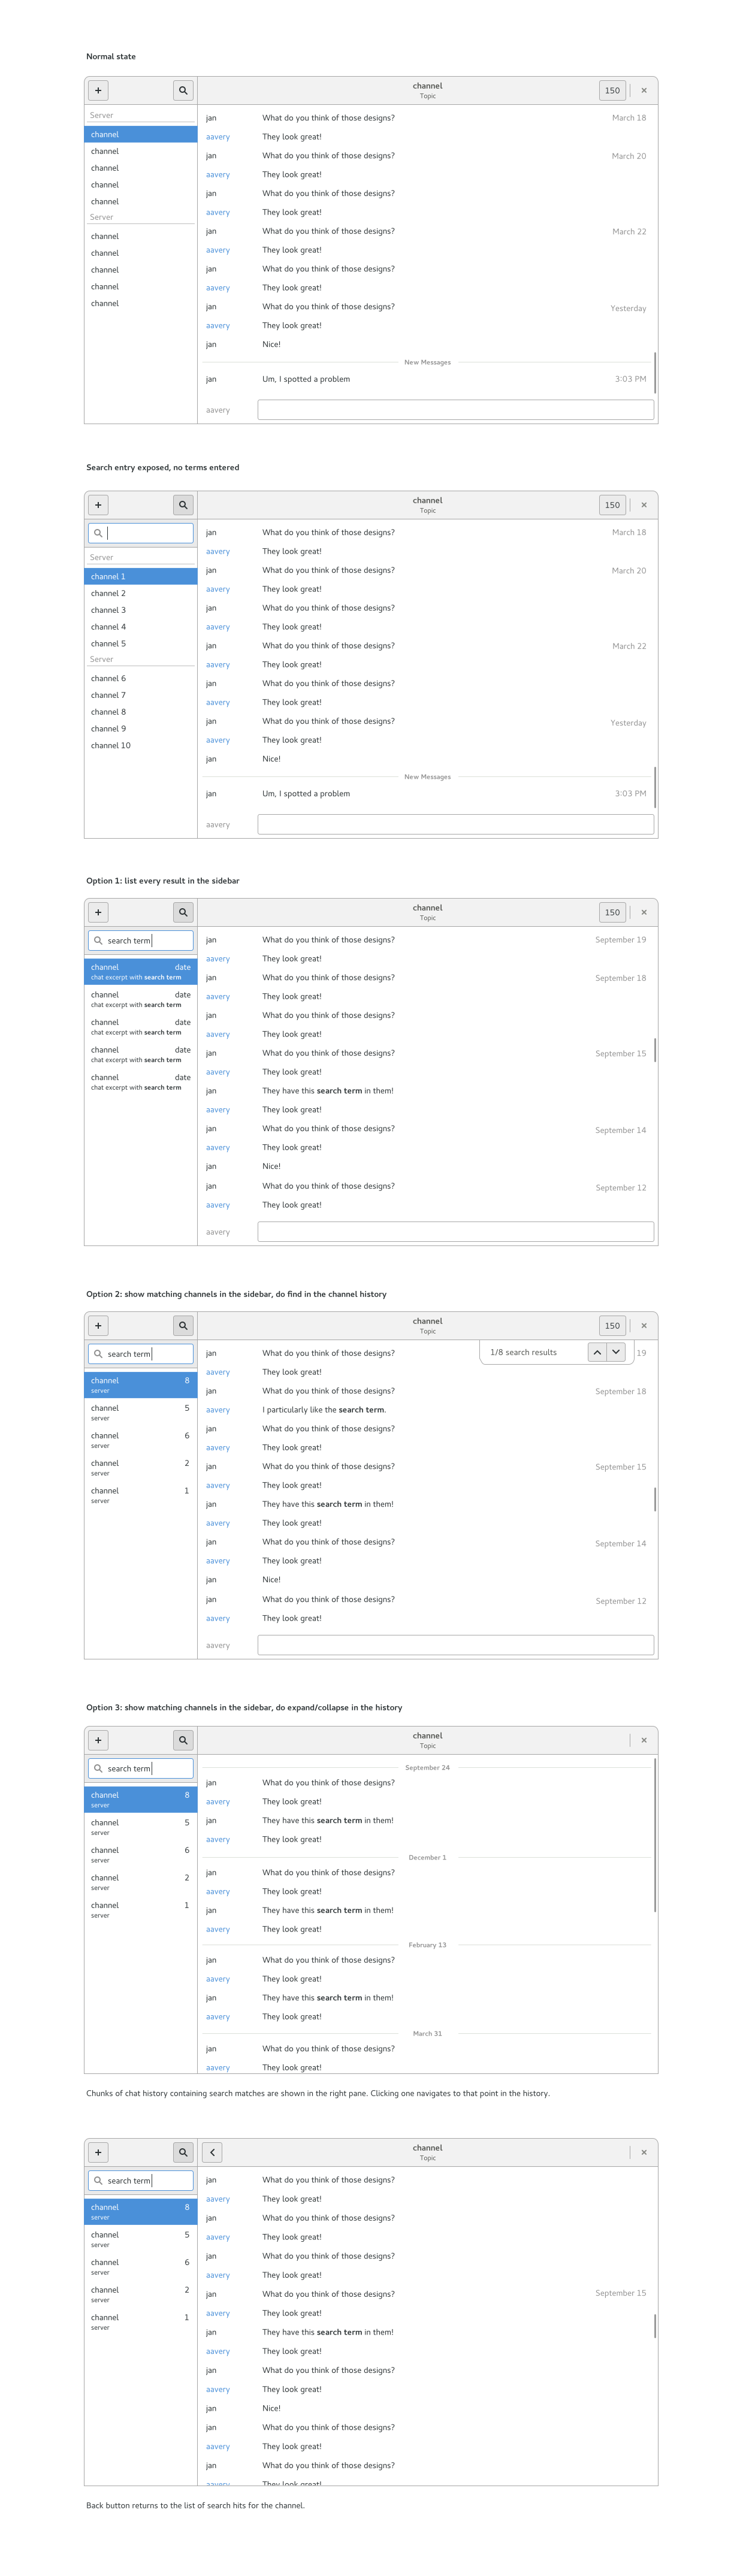 Normal state
channel
Topic
150
Server
channel
channel
channel
channel
channel
Server
channel
channel
channel
channel
channel
jan What do you think of those designs? March 18
aavery They look great!
jan What do you think of those designs? March 20
aavery They look great!
jan What do you think of those designs?
aavery They look great!
jan What do you think of those designs? March 22
aavery They look great!
jan What do you think of those designs?
aavery They look great!
jan What do you think of those designs? Yesterday
aavery They look great!
jan Nice!
New Messages
jan Um, I spotted a problem 3:03 PM
aavery
Search entry exposed, no terms entered
channel
Topic
150
Server
channel 1
channel 2
channel 3
channel 4
channel 5
Server
channel 6
channel 7
channel 8
channel 9
channel 10
jan What do you think of those designs? March 18
aavery They look great!
jan What do you think of those designs? March 20
aavery They look great!
jan What do you think of those designs?
aavery They look great!
jan What do you think of those designs? March 22
aavery They look great!
jan What do you think of those designs?
aavery They look great!
jan What do you think of those designs? Yesterday
aavery They look great!
jan Nice!
New Messages
jan Um, I spotted a problem 3:03 PM
aavery
Option 1: list every result in the sidebar
channel
Topic
150
search term
channel date
chat excerpt with search term
channel date
chat excerpt with search term
channel date
chat excerpt with search term
channel date
chat excerpt with search term
channel date
chat excerpt with search term
jan What do you think of those designs? September 19
aavery They look great!
jan What do you think of those designs? September 18
aavery They look great!
jan What do you think of those designs?
aavery They look great!
jan What do you think of those designs? September 15
aavery They look great!
jan They have this search term in them!
aavery They look great!
jan What do you think of those designs? September 14
aavery They look great!
jan Nice!
jan What do you think of those designs? September 12
aavery They look great!
aavery
Option 2: show matching channels in the sidebar, do find in the channel history
channel
Topic
150
search term
channel 8
server
channel 5
server
channel 6
server
channel 2
server
channel 1
server
1/8 search results
jan What do you think of those designs? 19
aavery They look great!
jan What do you think of those designs? September 18
aavery I particularly like the search term.
jan What do you think of those designs?
aavery They look great!
jan What do you think of those designs? September 15
aavery They look great!
jan They have this search term in them!
aavery They look great!
jan What do you think of those designs? September 14
aavery They look great!
jan Nice!
jan What do you think of those designs? September 12
aavery They look great!
aavery
Option 3: show matching channels in the sidebar, do expand/collapse in the history
channel
Topic
search term
channel 8
server
channel 5
server
channel 6
server
channel 2
server
channel 1
server
September 24
jan What do you think of those designs?
aavery They look great!
jan They have this search term in them!
aavery They look great!
December 1
jan What do you think of those designs?
aavery They look great!
jan They have this search term in them!
aavery They look great!
February 13
jan What do you think of those designs?
aavery They look great!
jan They have this search term in them!
aavery They look great!
March 31
jan What do you think of those designs?
aavery They look great!
Chunks of chat history containing search matches are shown in the right pane. Clicking one navigates to that point in the history.
channel
Topic
search term
channel 8
server
channel 5
server
channel 6
server
channel 2
server
channel 1
server
jan What do you think of those designs?
aavery They look great!
jan What do you think of those designs?
aavery They look great!
jan What do you think of those designs?
aavery They look great!
jan What do you think of those designs? September 15
aavery They look great!
jan They have this search term in them!
aavery They look great!
jan What do you think of those designs?
aavery They look great!
jan Nice!
jan What do you think of those designs?
aavery They look great!
jan What do you think of those designs?
aavery They look great!
Back button returns to the list of search hits for the channel.